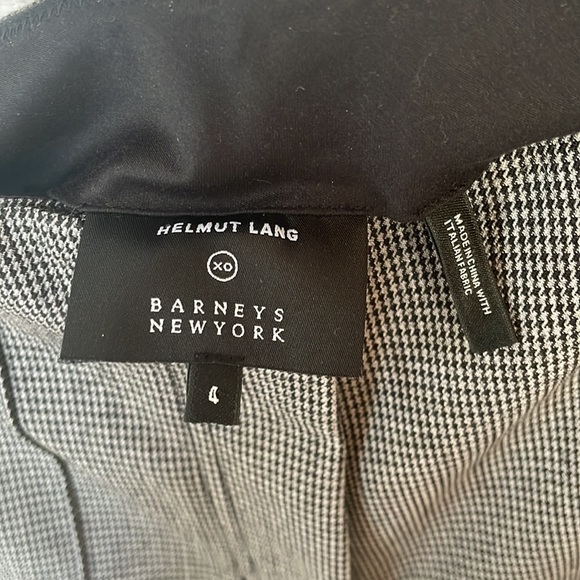 HELMUT LANG
XO
BARNEYS
NEWYORK
4
MADE IN CHINA WITH
ITALIAN FABRIC